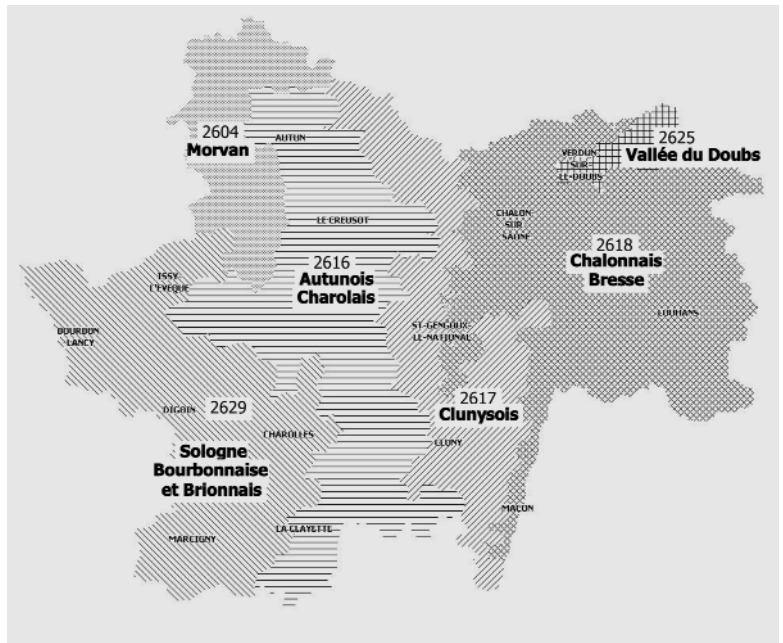 2604
Morvan
AUTUN
2625
Vallée du Doubs
VERDUN
SUR
LE-DOUBS
LE CREUSOT
CHALON-
SUR
SAONE
2618
Chalonnais
Bresse
2616
Autunois
Charolais
ISSY
L'EVEQUE
LOUHANS
BOURBON
-LANCY
ST-GENGOUX-
LE-NATIONAL
2617
Clunysois
DIGOIN
2629
CHAROLLES
CLUNY
Sologne
Bourbonnaise
et Brionnais
MACON
LA CLAYETTE
MARCIGNY